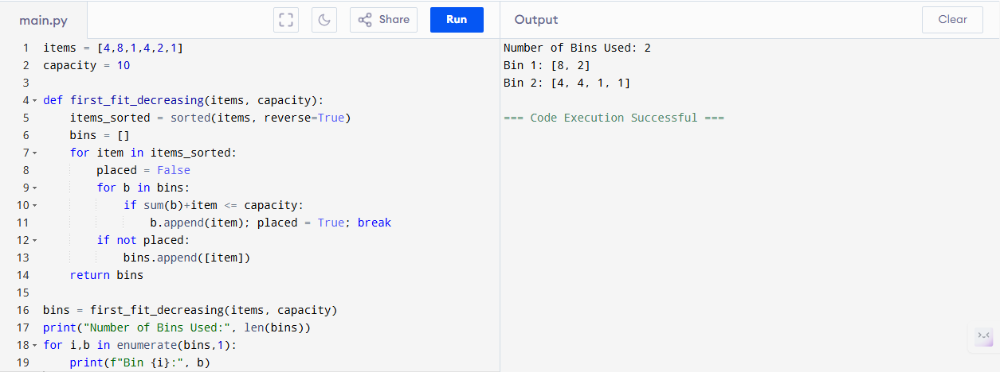 main.py
Share
Run
Output
Clear
1 items = [4,8,1,4,2,1]
2 capacity = 10
3
4 def first_fit_decreasing(items, capacity):
5     items_sorted = sorted(items, reverse=True)
6     bins = []
7     for item in items_sorted:
8         placed = False
9         for b in bins:
10             if sum(b)+item <= capacity:
11                 b.append(item); placed = True; break
12         if not placed:
13             bins.append([item])
14     return bins
15
16 bins = first_fit_decreasing(items, capacity)
17 print("Number of Bins Used:", len(bins))
18 for i,b in enumerate(bins,1):
19     print(f"Bin {i}:", b)
Number of Bins Used: 2
Bin 1: [8, 2]
Bin 2: [4, 4, 1, 1]
=== Code Execution Successful ===